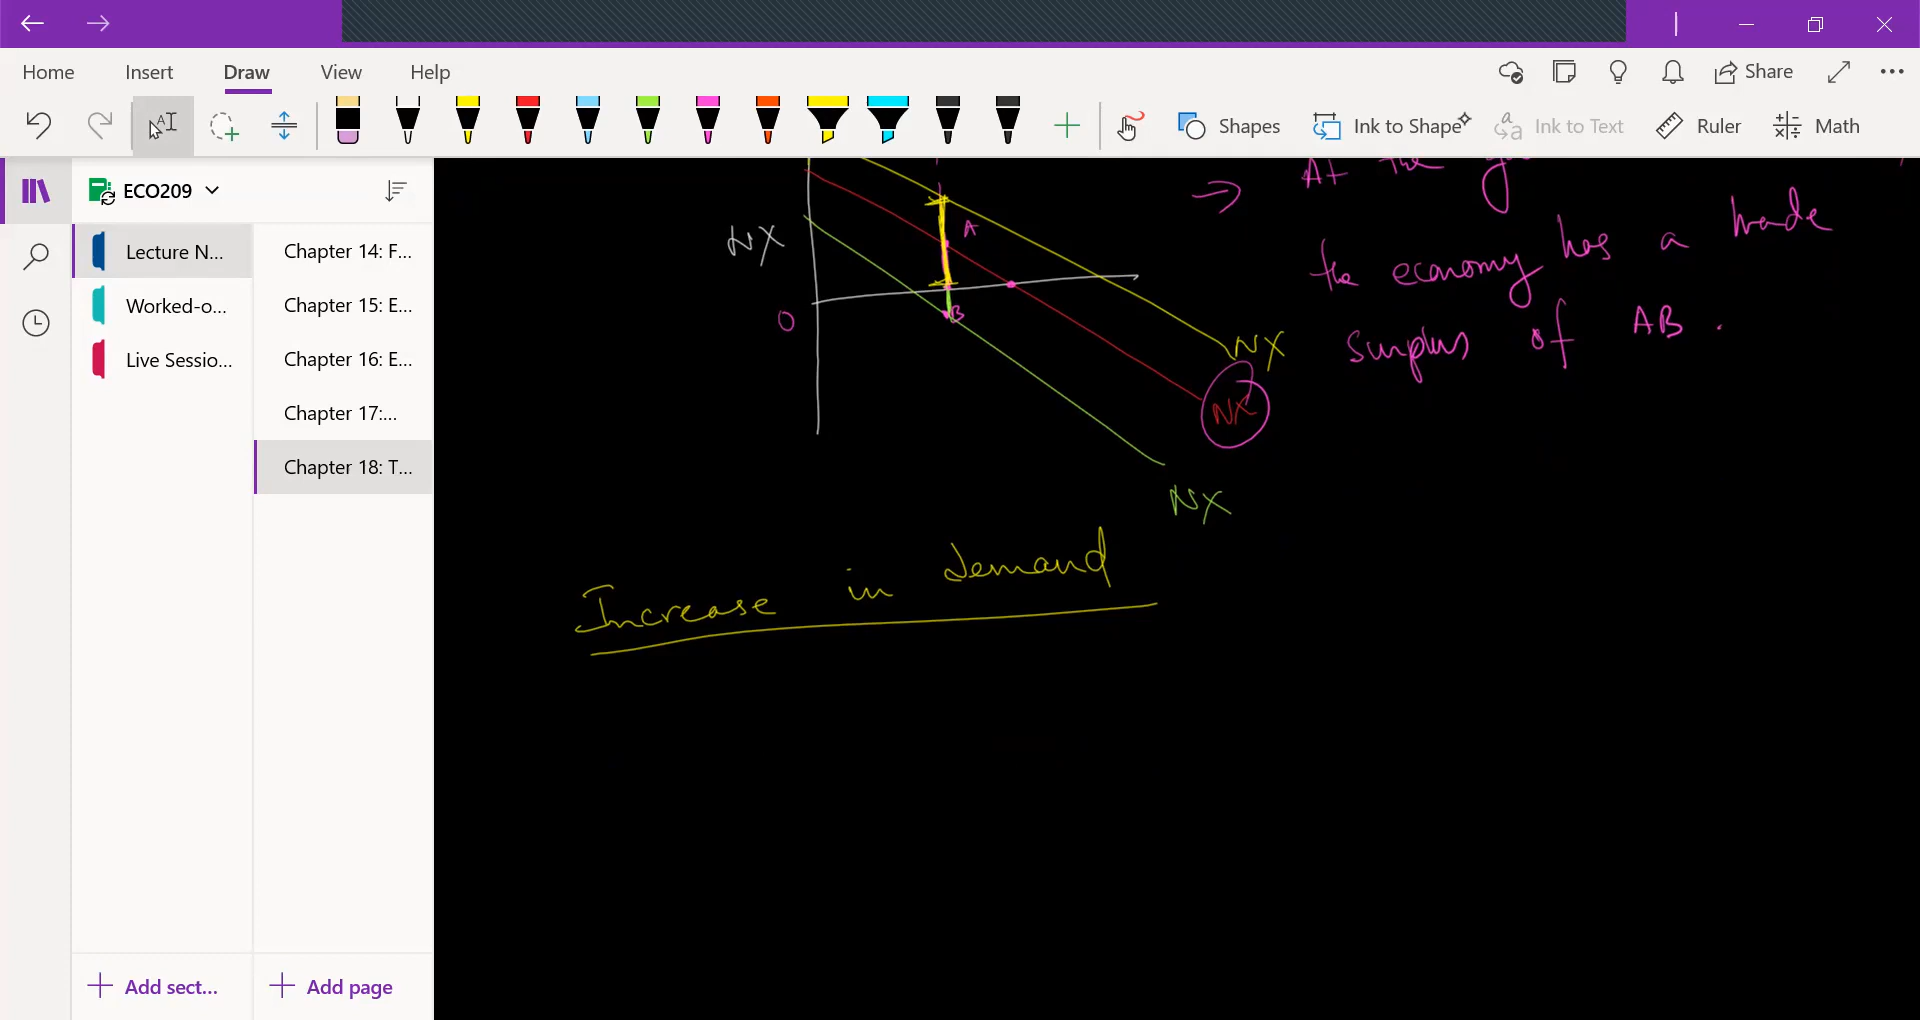 Home Insert Draw View Help Share
Shapes Ink to Shape Ink to Text Ruler Math
ECO209
Lecture N...
Worked-o...
Live Sessio...
Chapter 14: F...
Chapter 15: E...
Chapter 16: E...
Chapter 17:...
Chapter 18: T...
Add sect...
Add page
NX
O
A
B
NX
NX
NX
→ At the
the economy has a trade
surplus of AB.
Increase in Demand